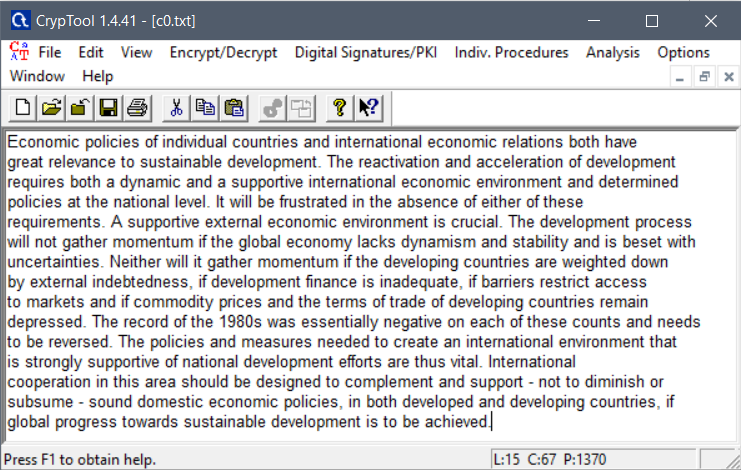 CrypTool 1.4.41 - [c0.txt]
File Edit View Encrypt/Decrypt Digital Signatures/PKI Indiv. Procedures Analysis Options
Window Help
Economic policies of individual countries and international economic relations both have
great relevance to sustainable development. The reactivation and acceleration of development
requires both a dynamic and a supportive international economic environment and determined
policies at the national level. It will be frustrated in the absence of either of these
requirements. A supportive external economic environment is crucial. The development process
will not gather momentum if the global economy lacks dynamism and stability and is beset with
uncertainties. Neither will it gather momentum if the developing countries are weighted down
by external indebtedness, if development finance is inadequate, if barriers restrict access
to markets and if commodity prices and the terms of trade of developing countries remain
depressed. The record of the 1980s was essentially negative on each of these counts and needs
to be reversed. The policies and measures needed to create an international environment that
is strongly supportive of national development efforts are thus vital. International
cooperation in this area should be designed to complement and support - not to diminish or
subsume - sound domestic economic policies, in both developed and developing countries, if
global progress towards sustainable development is to be achieved.
Press F1 to obtain help. L:15 C:67 P:1370